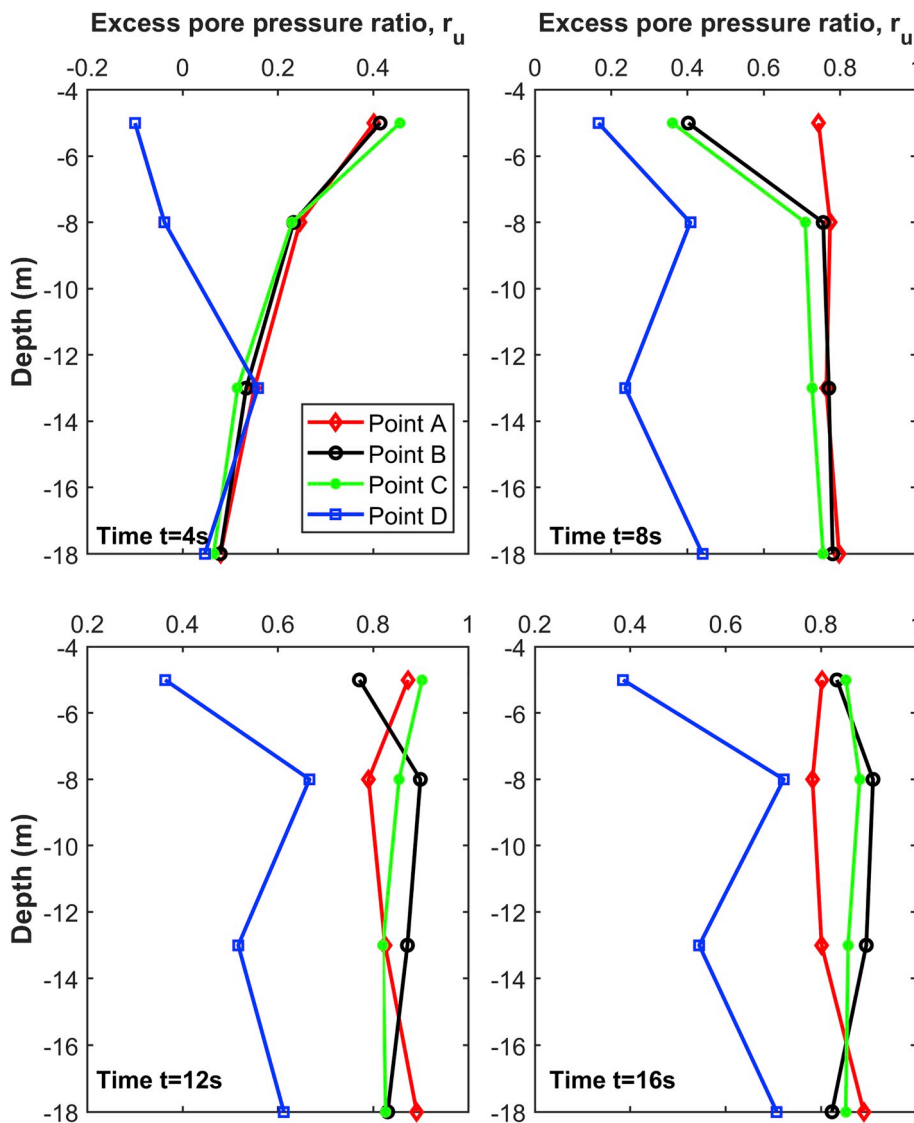 Excess pore pressure ratio, r_u Excess pore pressure ratio, r_u
-0.2 0 0.2 0.4
0 0.2 0.4 0.6 0.8 1
-4 -4
-6 -6
-8 -8
-10 -10
-12 -12
-14 -14
-16 -16
-18 -18
Depth (m)
Point A
Point B
Point C
Point D
Time t=4s Time t=8s
0.2 0.4 0.6 0.8 1
0.2 0.4 0.6 0.8 1
-4 -4
-6 -6
-8 -8
-10 -10
-12 -12
-14 -14
-16 -16
-18 -18
Depth (m)
Time t=12s Time t=16s